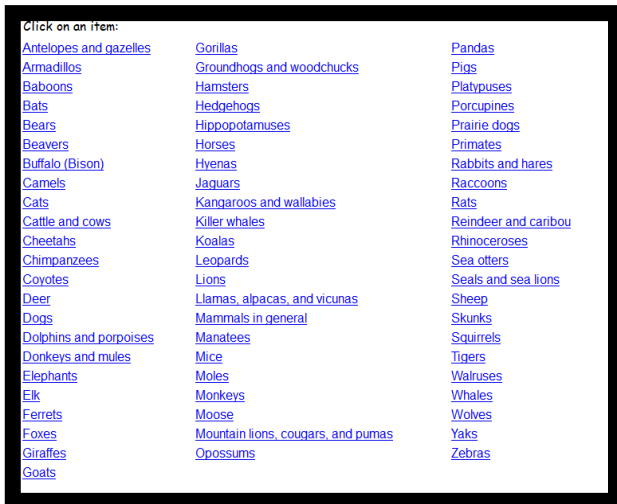 Click on an item:
Antelopes and gazelles
Armadillos
Baboons
Bats
Bears
Beavers
Buffalo (Bison)
Camels
Cats
Cattle and cows
Cheetahs
Chimpanzees
Coyotes
Deer
Dogs
Dolphins and porpoises
Donkeys and mules
Elephants
Elk
Ferrets
Foxes
Giraffes
Goats
Gorillas
Groundhogs and woodchucks
Hamsters
Hedgehogs
Hippopotamuses
Horses
Hyenas
Jaguars
Kangaroos and wallabies
Killer whales
Koalas
Leopards
Lions
Llamas, alpacas, and vicunas
Mammals in general
Manatees
Mice
Moles
Monkeys
Moose
Mountain lions, cougars, and pumas
Opossums
Pandas
Pigs
Platypuses
Porcupines
Prairie dogs
Primates
Rabbits and hares
Raccoons
Rats
Reindeer and caribou
Rhinoceroses
Sea otters
Seals and sea lions
Sheep
Skunks
Squirrels
Tigers
Walruses
Whales
Wolves
Yaks
Zebras